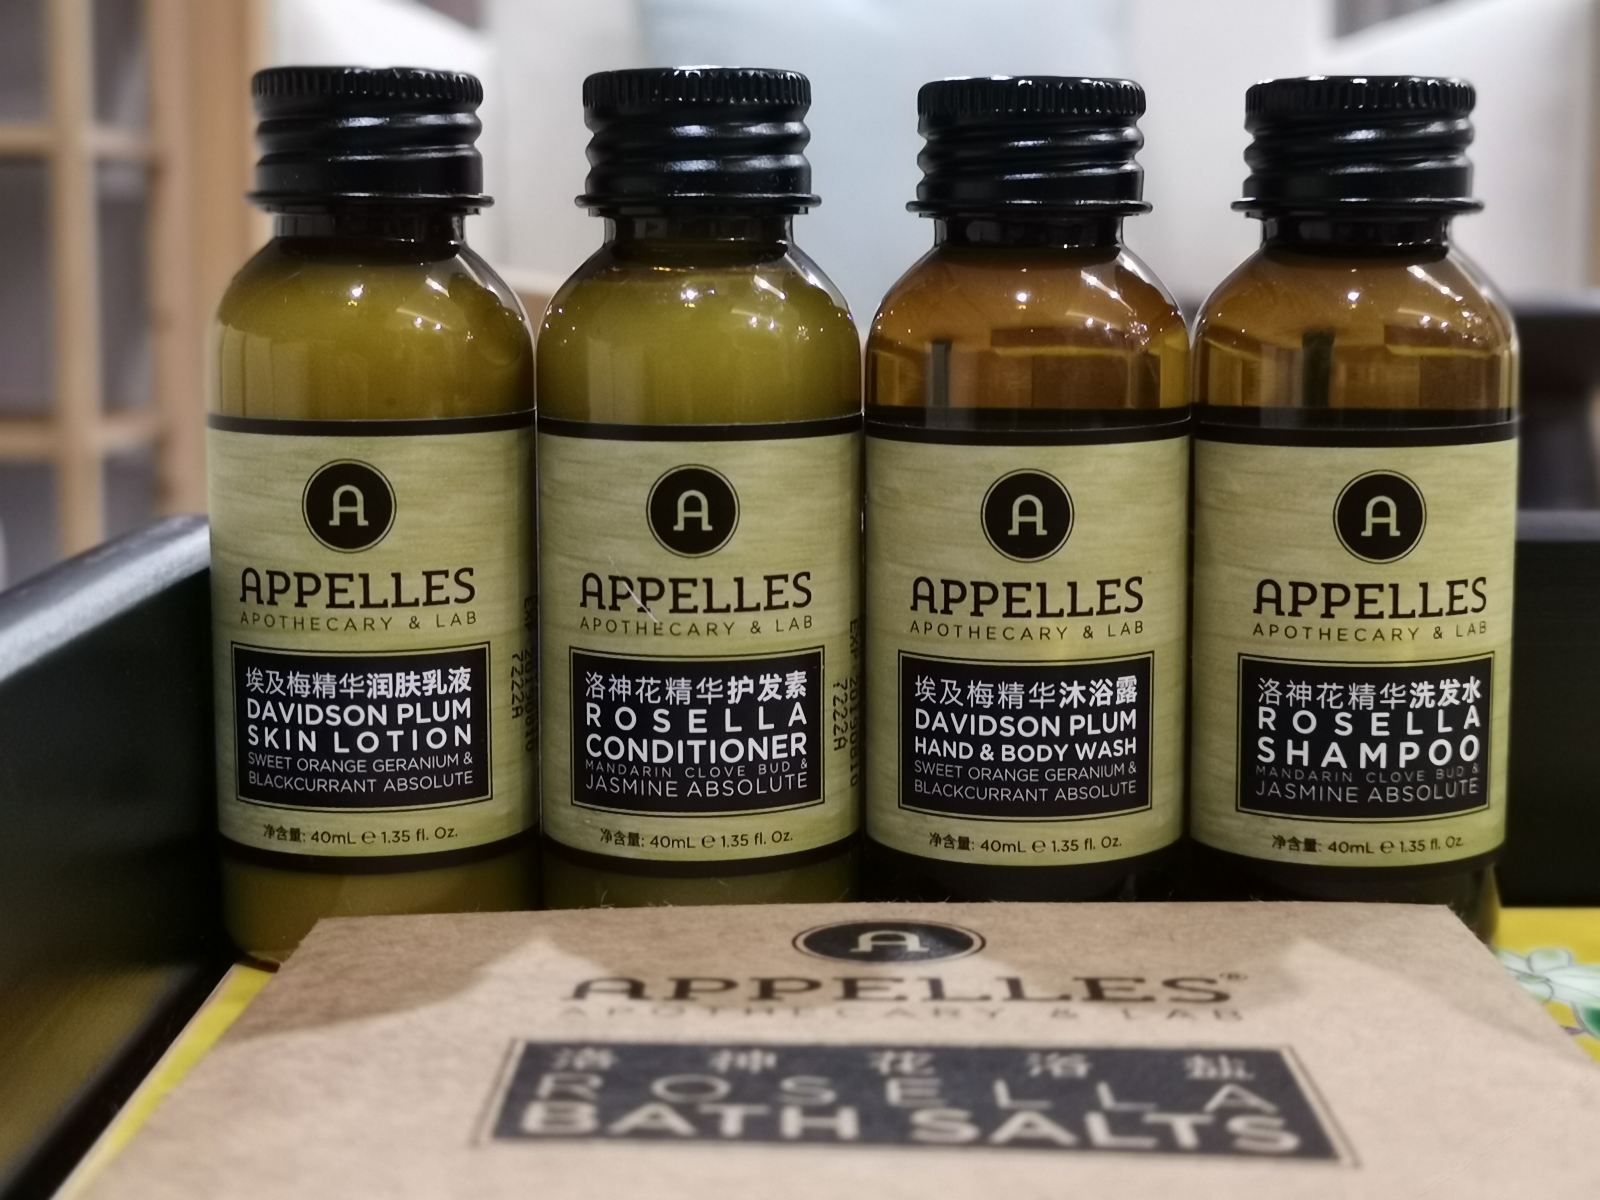 A
APPELLES
APOTHECARY & LAB
埃及梅精华润肤乳液
DAVIDSON PLUM
SKIN LOTION
SWEET ORANGE GERANIUM &
BLACKCURRANT ABSOLUTE
净含量: 40mL ℮ 1.35 fl. Oz.
EXP 20190816
7222A
A
APPELLES
APOTHECARY & LAB
洛神花精华护发素
ROSELLA
CONDITIONER
MANDARIN CLOVE BUD &
JASMINE ABSOLUTE
净含量: 40mL ℮ 1.35 fl. Oz.
EXP 20190816
7222A
A
APPELLES
APOTHECARY & LAB
埃及梅精华沐浴露
DAVIDSON PLUM
HAND & BODY WASH
SWEET ORANGE GERANIUM &
BLACKCURRANT ABSOLUTE
净含量: 40mL ℮ 1.35 fl. Oz.
A
APPELLES
APOTHECARY & LAB
洛神花精华洗发水
ROSELLA
SHAMPOO
MANDARIN CLOVE BUD &
JASMINE ABSOLUTE
净含量: 40mL ℮ 1.35 fl. Oz.
A
APPELLES®
APOTHECARY & LAB
洛神花浴盐
ROSELLA
BATH SALTS